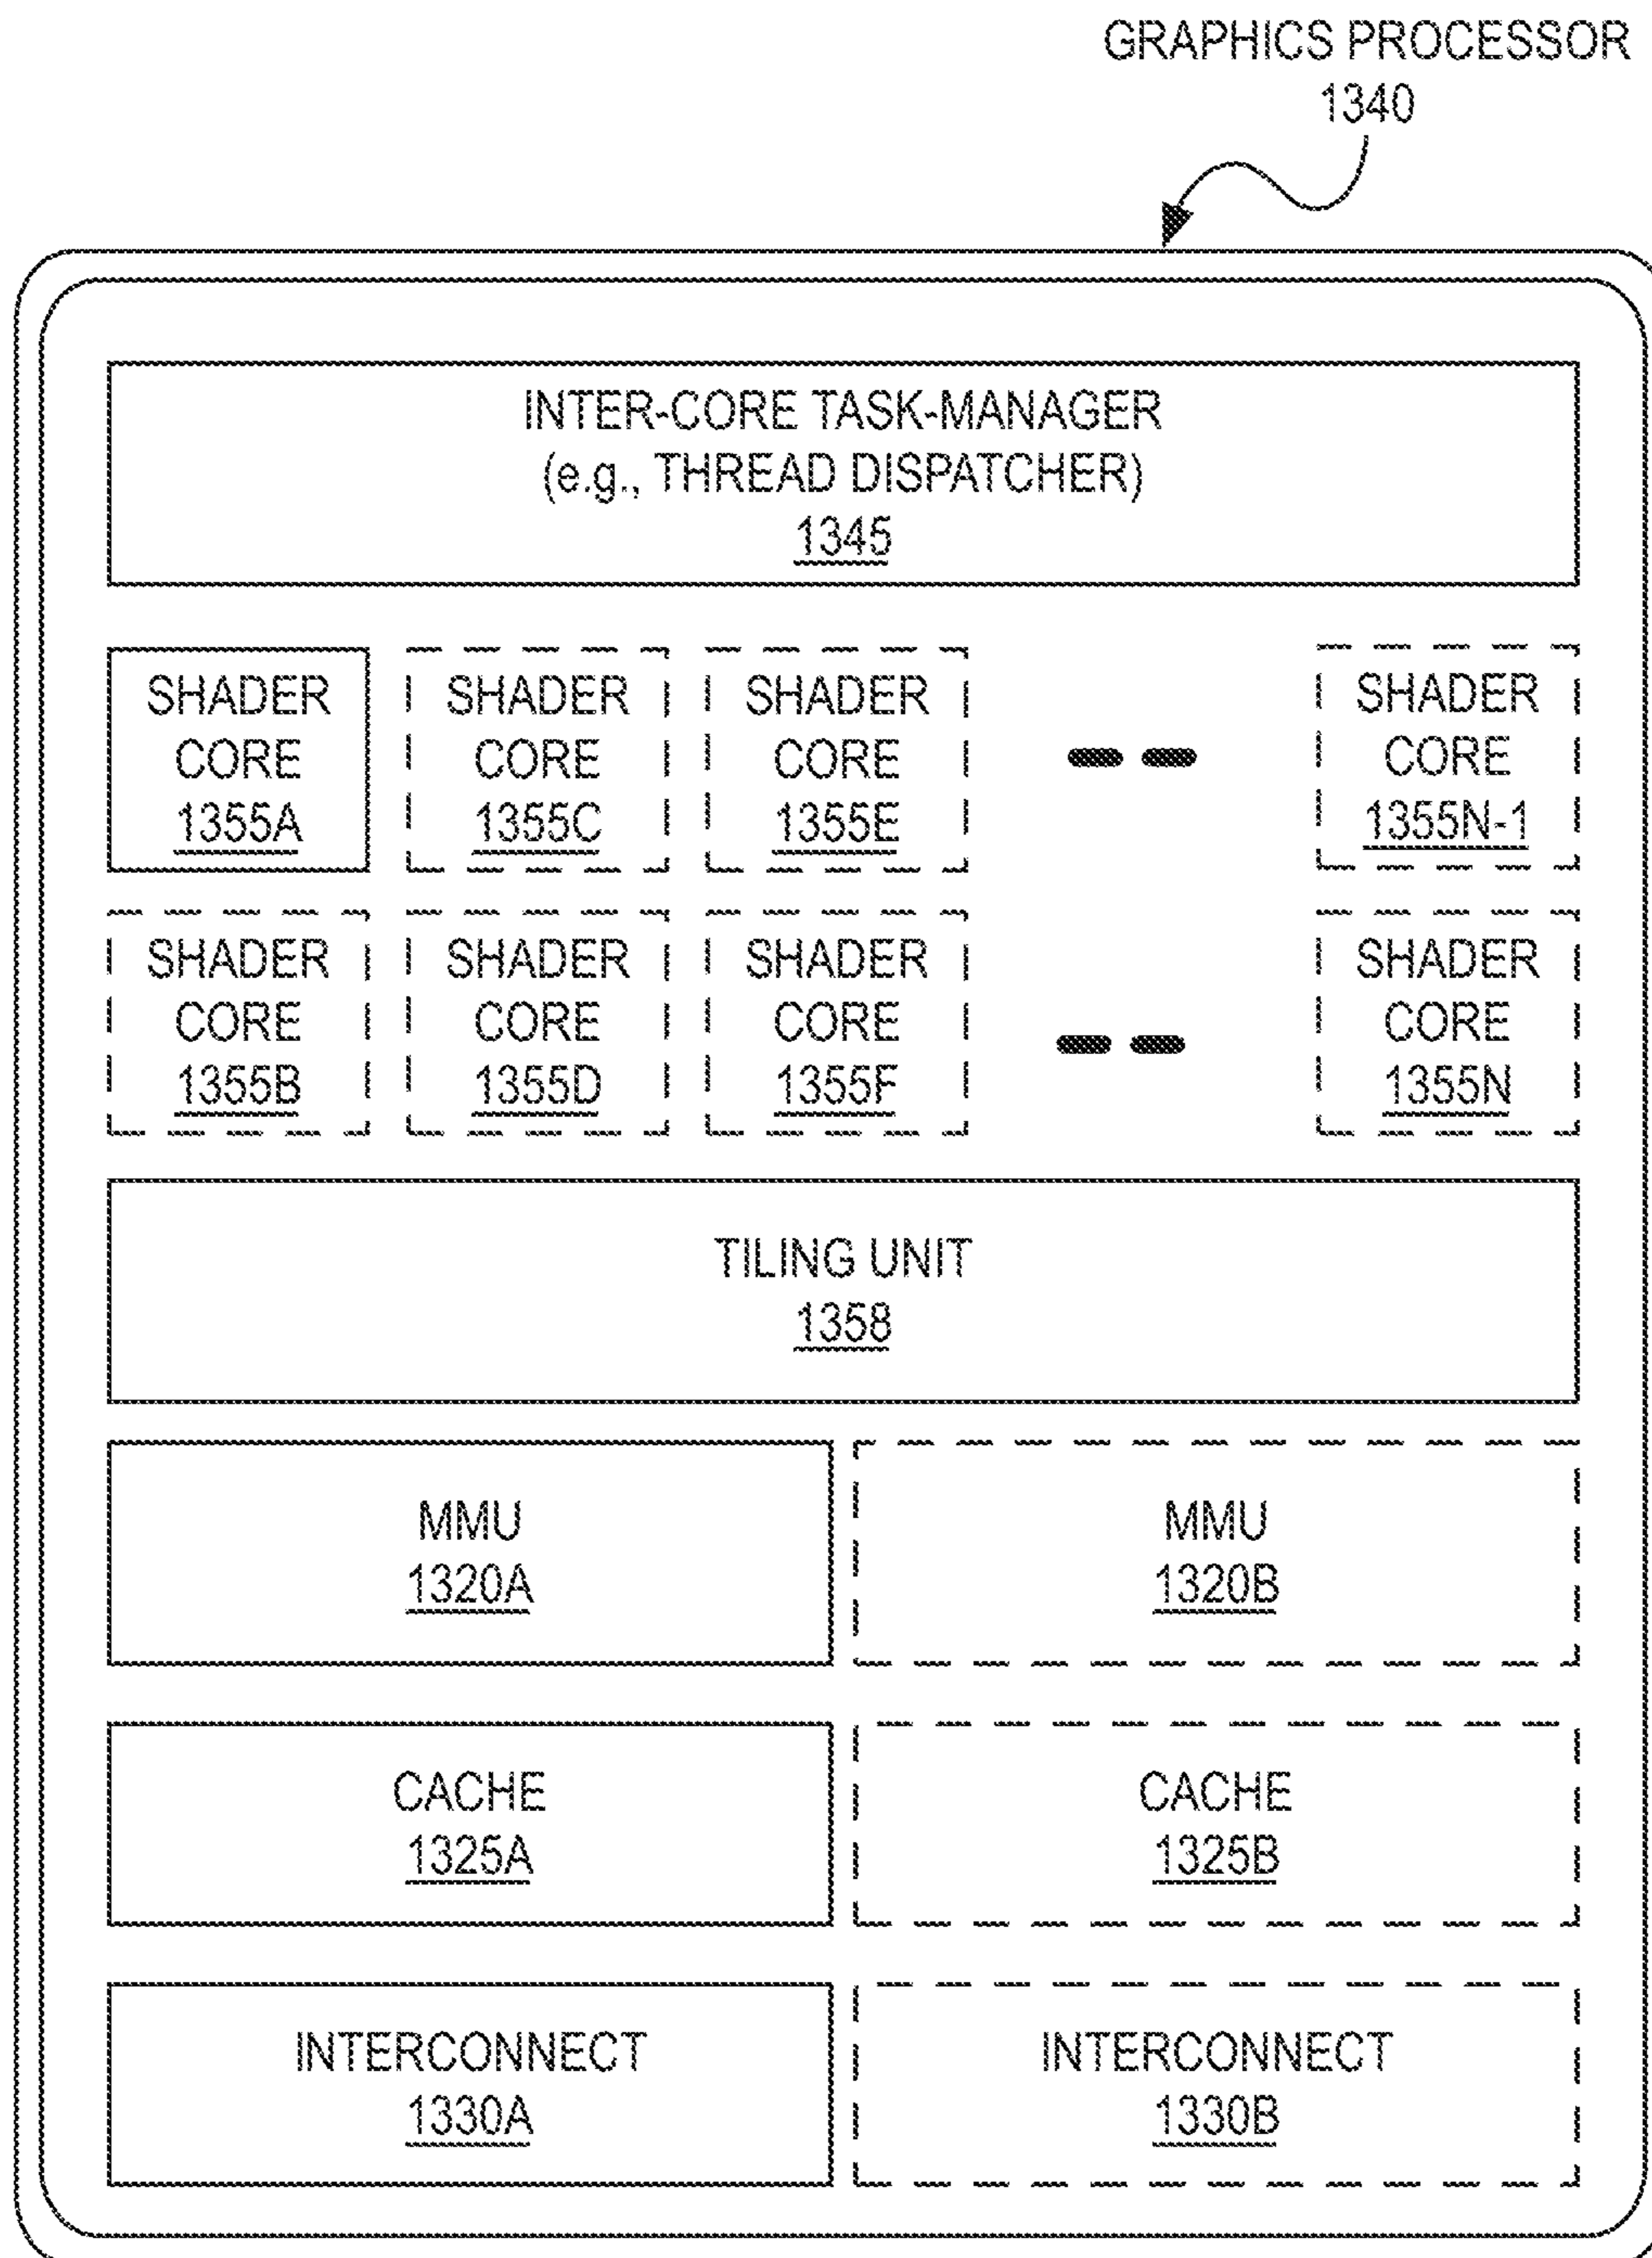 GRAPHICS PROCESSOR
1340
INTER-CORE TASK-MANAGER
(e.g., THREAD DISPATCHER)
1345
SHADER
CORE
1355A
SHADER
CORE
1355C
SHADER
CORE
1355E
SHADER
CORE
1355N-1
SHADER
CORE
1355B
SHADER
CORE
1355D
SHADER
CORE
1355F
SHADER
CORE
1355N
TILING UNIT
1358
MMU
1320A
MMU
1320B
CACHE
1325A
CACHE
1325B
INTERCONNECT
1330A
INTERCONNECT
1330B